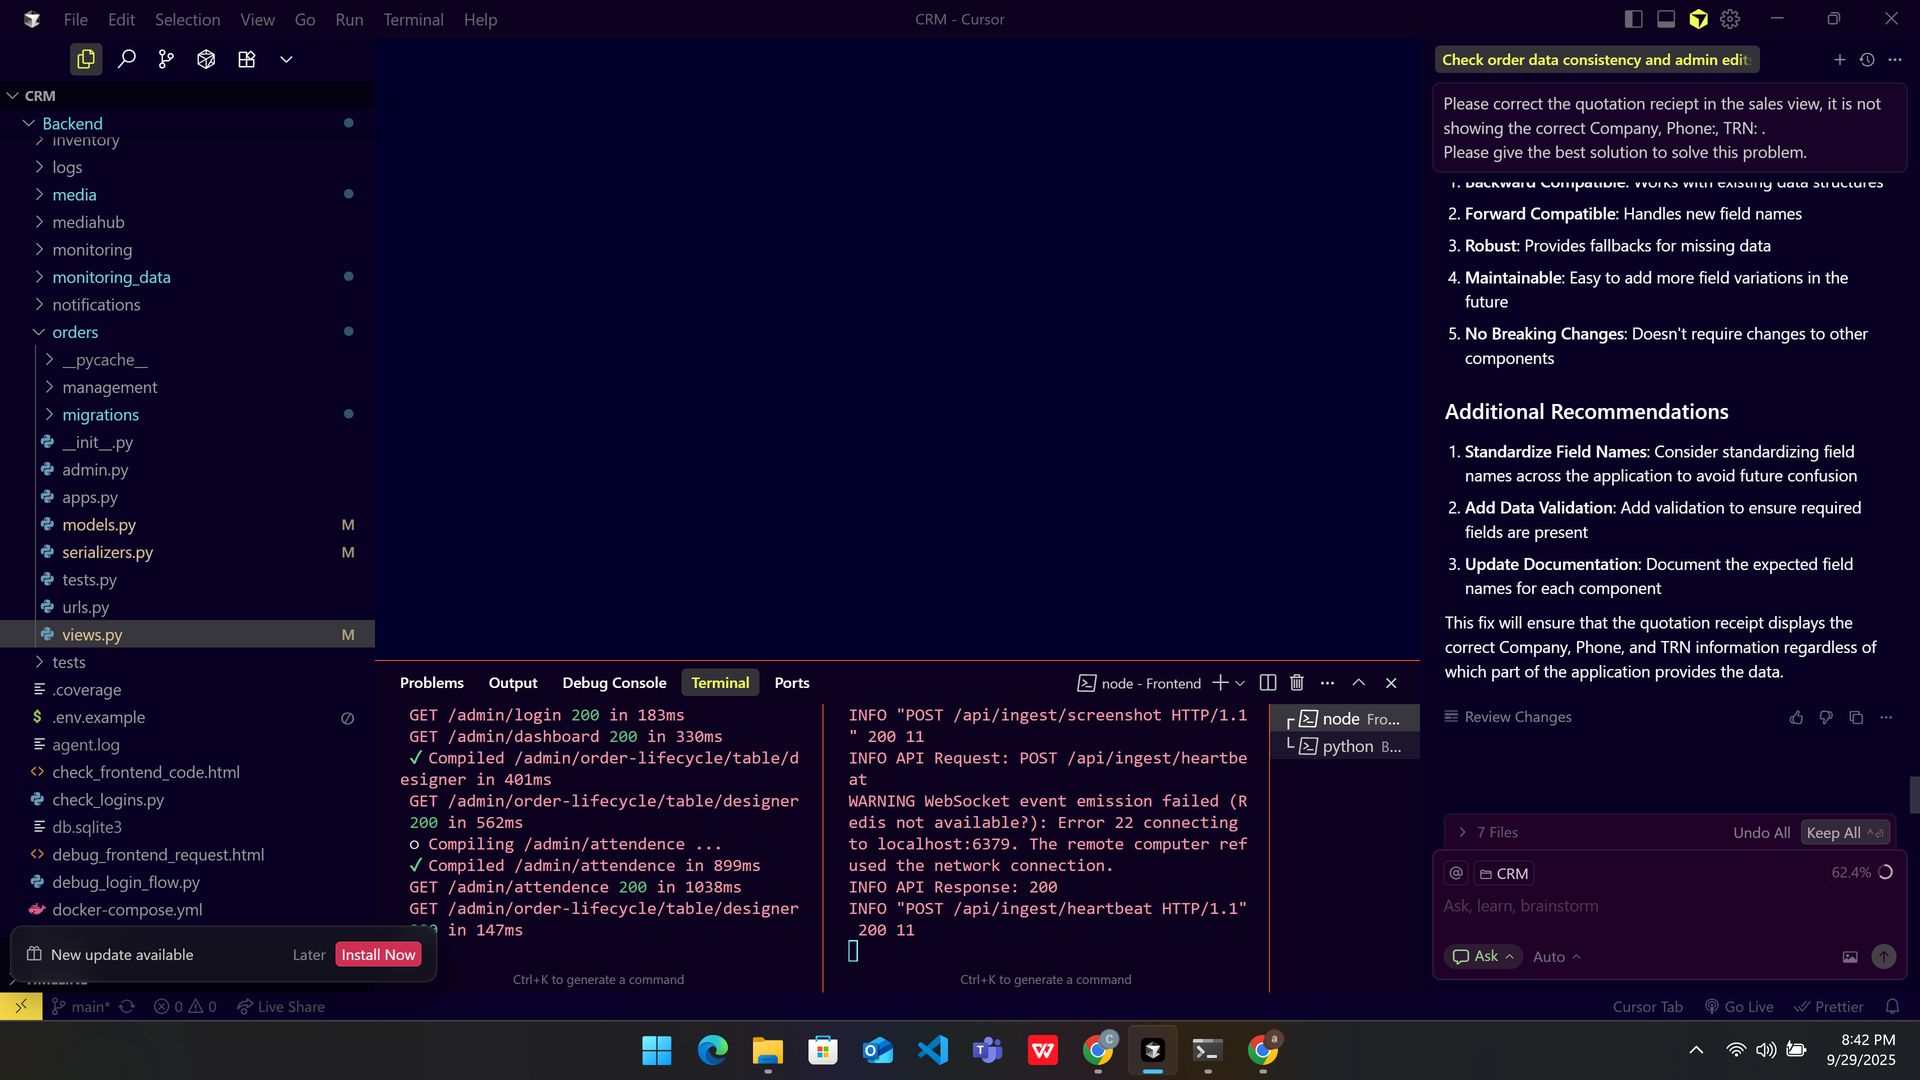 File Edit Selection View Go Run Terminal Help
CRM - Cursor
CRM
Backend
inventory
logs
media
mediahub
monitoring
monitoring_data
notifications
orders
__pycache__
management
migrations
__init__.py
admin.py
apps.py
models.py M
serializers.py M
tests.py
urls.py
views.py M
tests
.coverage
.env.example
agent.log
check_frontend_code.html
check_logins.py
db.sqlite3
debug_frontend_request.html
debug_login_flow.py
docker-compose.yml
New update available Later Install Now
TIMELINE
Problems Output Debug Console Terminal Ports
node - Frontend
GET /admin/login 200 in 183ms
GET /admin/dashboard 200 in 330ms
✓ Compiled /admin/order-lifecycle/table/d
esigner in 401ms
GET /admin/order-lifecycle/table/designer
200 in 562ms
○ Compiling /admin/attendence ...
✓ Compiled /admin/attendence in 899ms
GET /admin/attendence 200 in 1038ms
GET /admin/order-lifecycle/table/designer
200 in 147ms
Ctrl+K to generate a command
INFO "POST /api/ingest/screenshot HTTP/1.1
" 200 11
INFO API Request: POST /api/ingest/heartbe
at
WARNING WebSocket event emission failed (R
edis not available?): Error 22 connecting
to localhost:6379. The remote computer ref
used the network connection.
INFO API Response: 200
INFO "POST /api/ingest/heartbeat HTTP/1.1"
200 11
Ctrl+K to generate a command
node Fro...
python B...
Check order data consistency and admin edit
Please correct the quotation reciept in the sales view, it is not
showing the correct Company, Phone:, TRN: .
Please give the best solution to solve this problem.
1. Backward Compatible: Works with existing data structures
2. Forward Compatible: Handles new field names
3. Robust: Provides fallbacks for missing data
4. Maintainable: Easy to add more field variations in the
future
5. No Breaking Changes: Doesn't require changes to other
components
Additional Recommendations
1. Standardize Field Names: Consider standardizing field
names across the application to avoid future confusion
2. Add Data Validation: Add validation to ensure required
fields are present
3. Update Documentation: Document the expected field
names for each component
This fix will ensure that the quotation receipt displays the
correct Company, Phone, and TRN information regardless of
which part of the application provides the data.
Review Changes
7 Files Undo All Keep All
@ CRM 62.4%
Ask, learn, brainstorm
Ask Auto
main* 0 0 Live Share
Cursor Tab Go Live Prettier
8:42 PM
9/29/2025